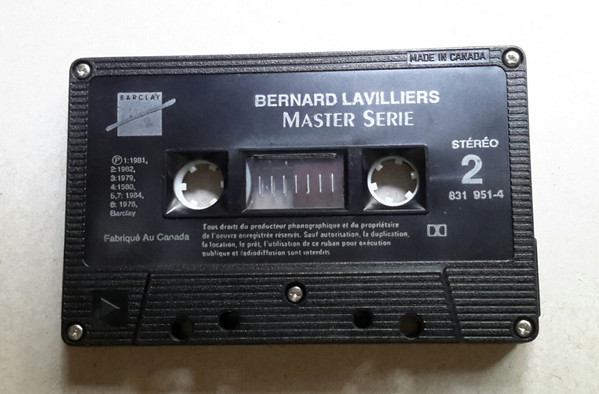 MADE IN CANADA
BARCLAY
BERNARD LAVILLIERS
MASTER SERIE
STÉRÉO
2
831 951-4
Ⓟ 1:1981,
2:1982,
3:1979,
4:1980,
5,7: 1984,
6: 1976,
Barclay
Fabriqué Au Canada
Tous droits du producteur phonographique et du propriétaire
de l'oeuvre enregistrée réservés. Sauf autorisation, la duplication,
la location, le prêt, l'utilisation de ce ruban pour exécution
publique et radiodiffusion sont interdits